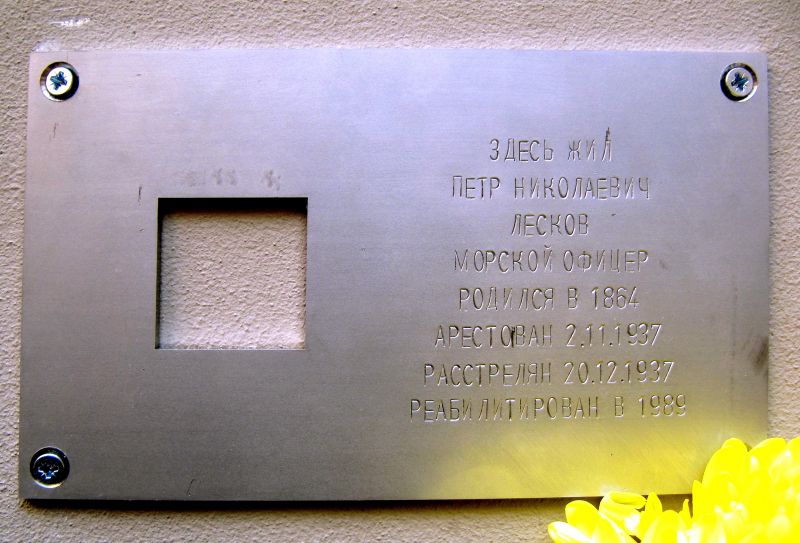 ЗДЕСЬ ЖИЛ
ПЕТР НИКОЛАЕВИЧ
ЛЕСКОВ
МОРСКОЙ ОФИЦЕР
РОДИЛСЯ В 1864
АРЕСТОВАН 2.11.1937
РАССТРЕЛЯН 20.12.1937
РЕАБИЛИТИРОВАН В 1989